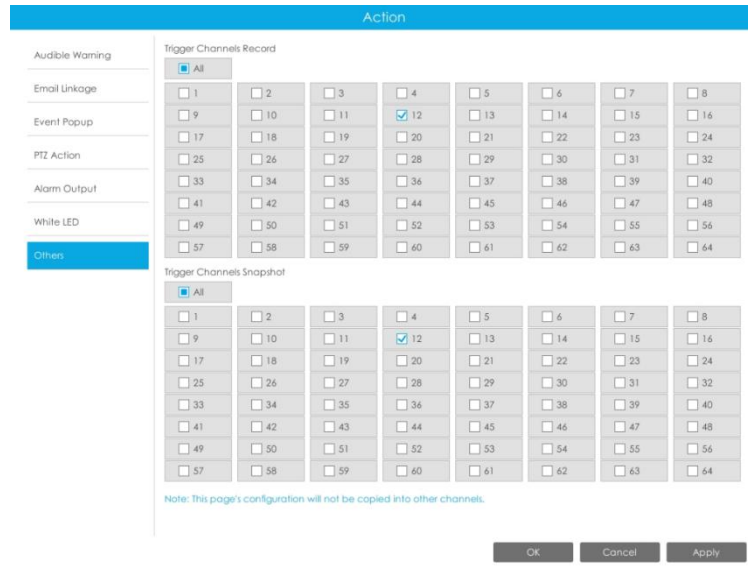 Action
Audible Warning
Email Linkage
Event Popup
PTZ Action
Alarm Output
White LED
Others
Trigger Channels Record
All
1 2 3 4 5 6 7 8
9 10 11 12 13 14 15 16
17 18 19 20 21 22 23 24
25 26 27 28 29 30 31 32
33 34 35 36 37 38 39 40
41 42 43 44 45 46 47 48
49 50 51 52 53 54 55 56
57 58 59 60 61 62 63 64
Trigger Channels Snapshot
All
1 2 3 4 5 6 7 8
9 10 11 12 13 14 15 16
17 18 19 20 21 22 23 24
25 26 27 28 29 30 31 32
33 34 35 36 37 38 39 40
41 42 43 44 45 46 47 48
49 50 51 52 53 54 55 56
57 58 59 60 61 62 63 64
Note: This page's configuration will not be copied into other channels.
OK Cancel Apply